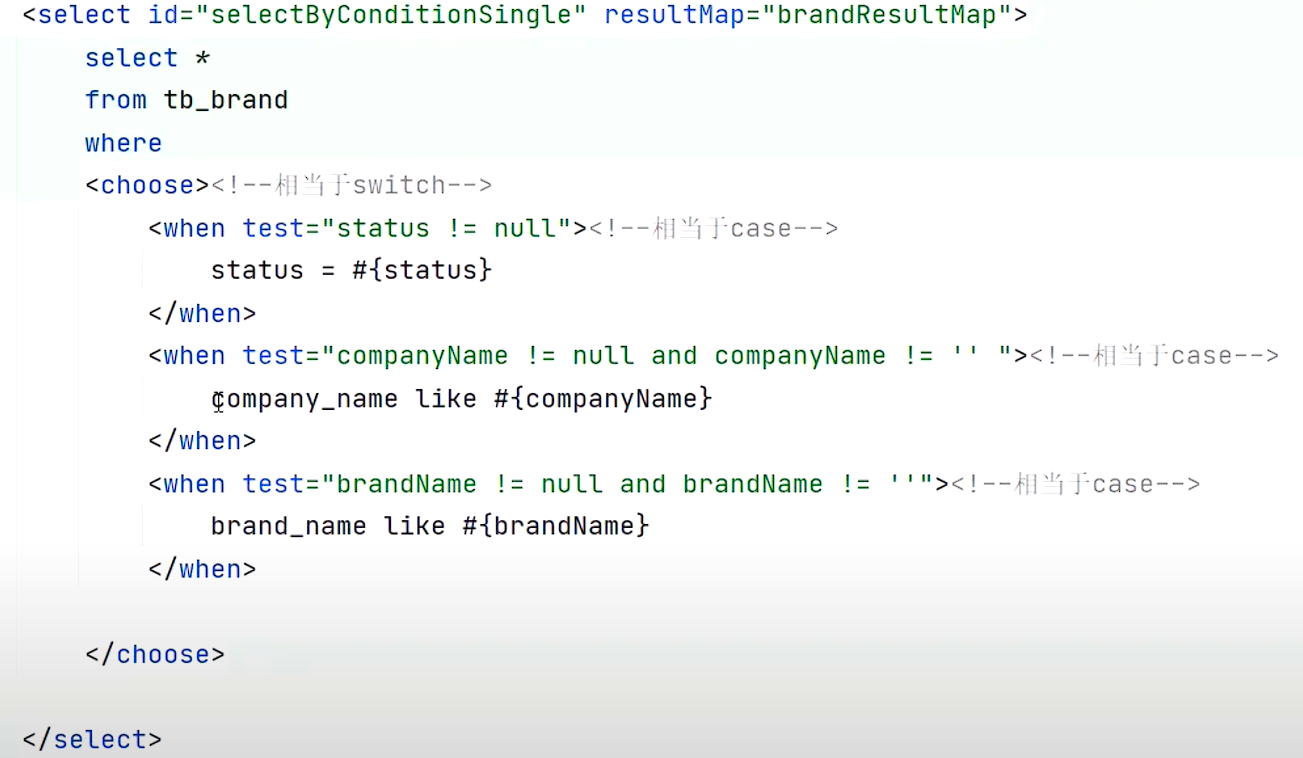 <select id="selectByConditionSingle" resultMap="brandResultMap">
select *
from tb_brand
where
<choose><!--相当于switch-->
<when test="status != null"><!--相当于case-->
status = #{status}
</when>
<when test="companyName != null and companyName != '' "><!--相当于case-->
company_name like #{companyName}
</when>
<when test="brandName != null and brandName != ''"><!--相当于case-->
brand_name like #{brandName}
</when>
</choose>
</select>